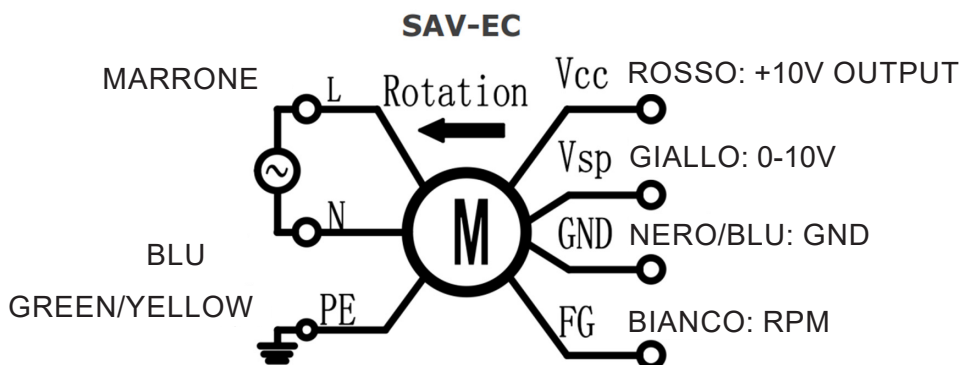 SAV-EC
MARRONE
L
Rotation
Vcc ROSSO: +10V OUTPUT
Vsp GIALLO: 0-10V
N
M
GND NERO/BLU: GND
BLU
GREEN/YELLOW
PE
FG BIANCO: RPM